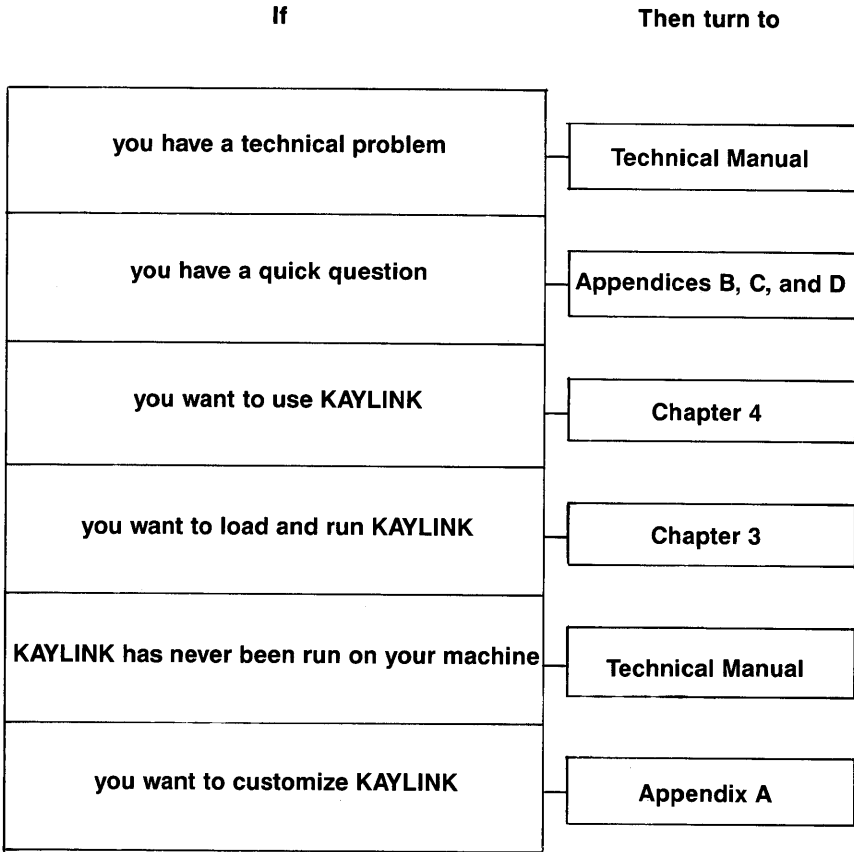 If Then turn to
you have a technical problem Technical Manual
you have a quick question Appendices B, C, and D
you want to use KAYLINK Chapter 4
you want to load and run KAYLINK Chapter 3
KAYLINK has never been run on your machine Technical Manual
you want to customize KAYLINK Appendix A